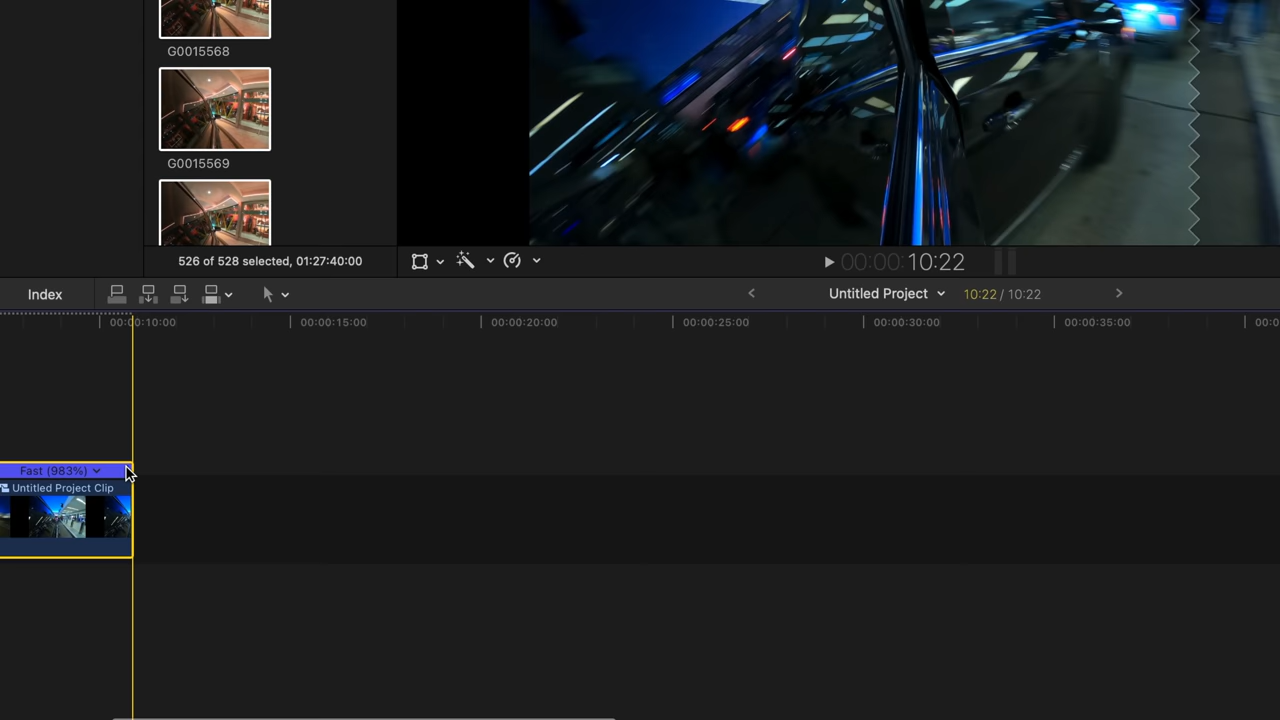 G0015568
G0015569
526 of 528 selected, 01:27:40:00
00:00:10:22
Index
Untitled Project
10:22 / 10:22
00:00:10:00
00:00:15:00
00:00:20:00
00:00:25:00
00:00:30:00
00:00:35:00
00:0
Fast (983%)
Untitled Project Clip